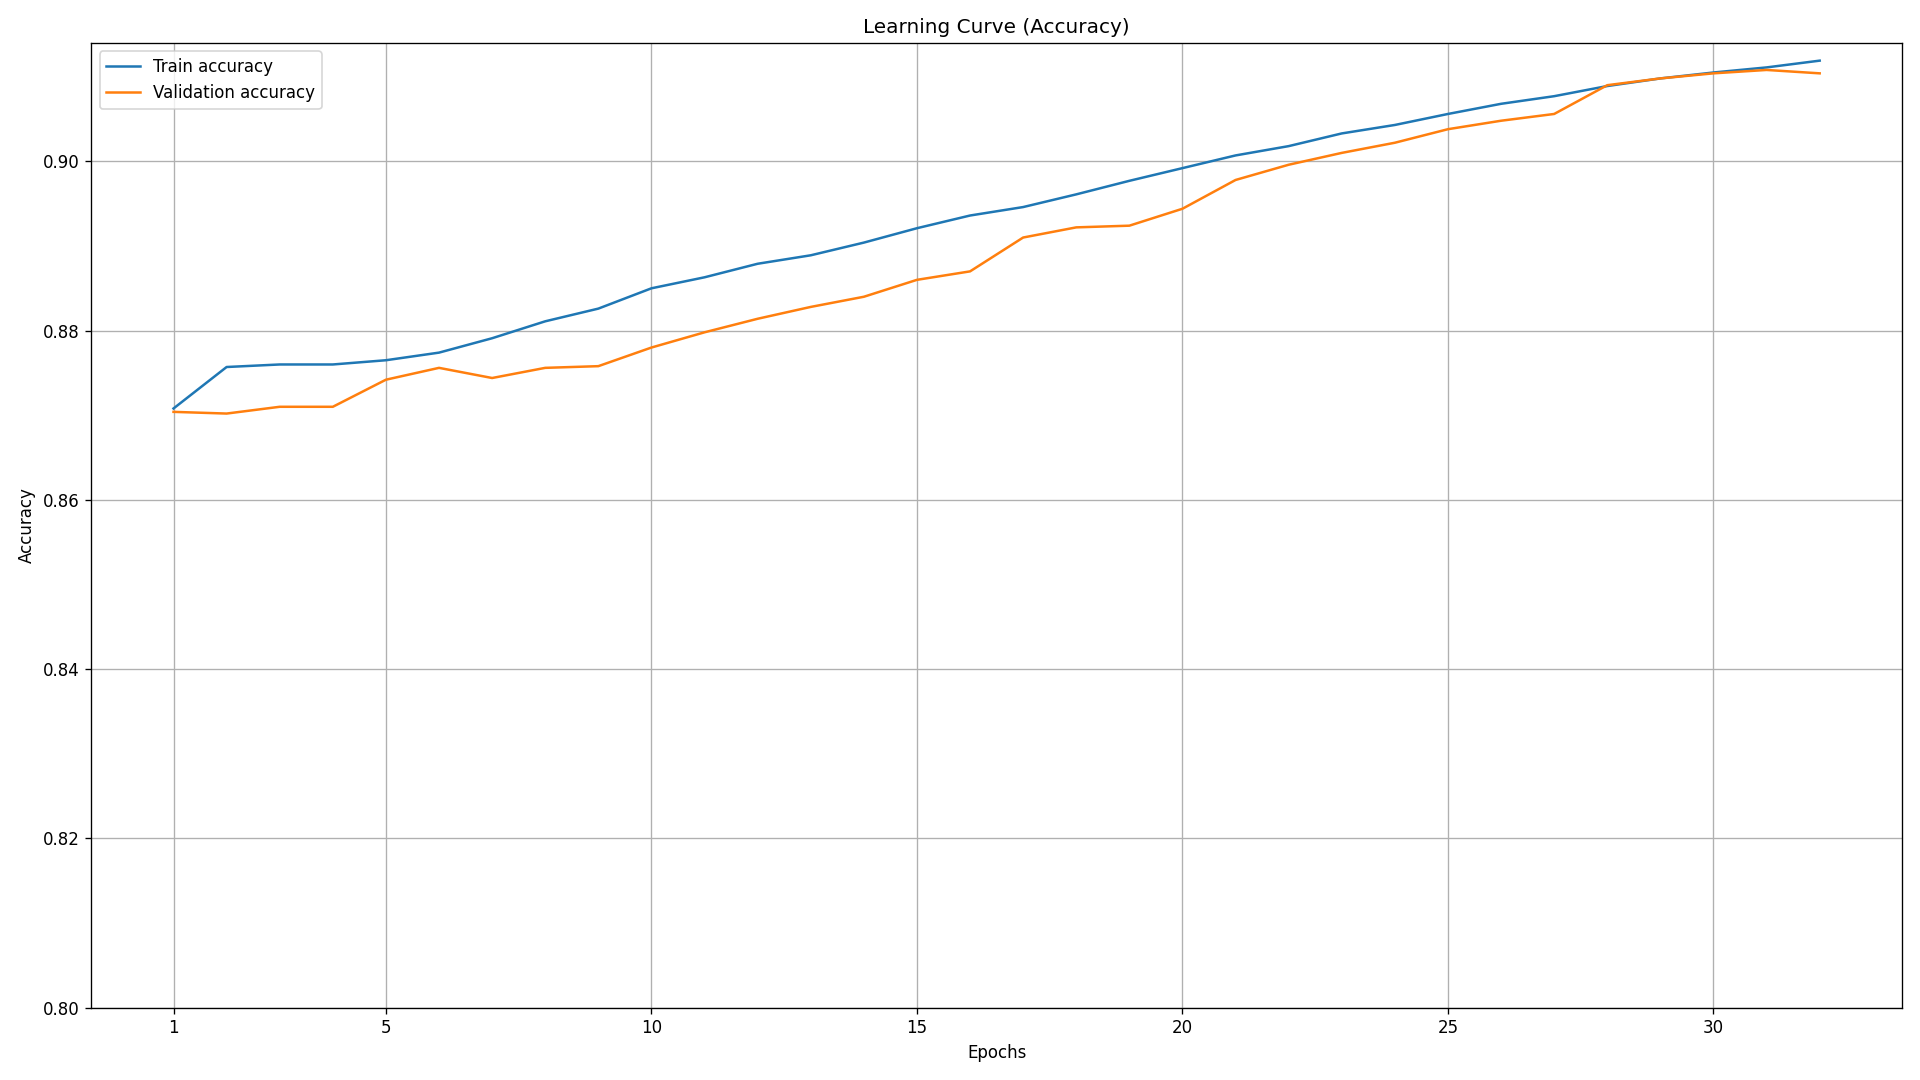 Learning Curve (Accuracy)
Train accuracy
Validation accuracy
0.90
0.88
0.86
0.84
0.82
0.80
Accuracy
1 5 10 15 20 25 30
Epochs